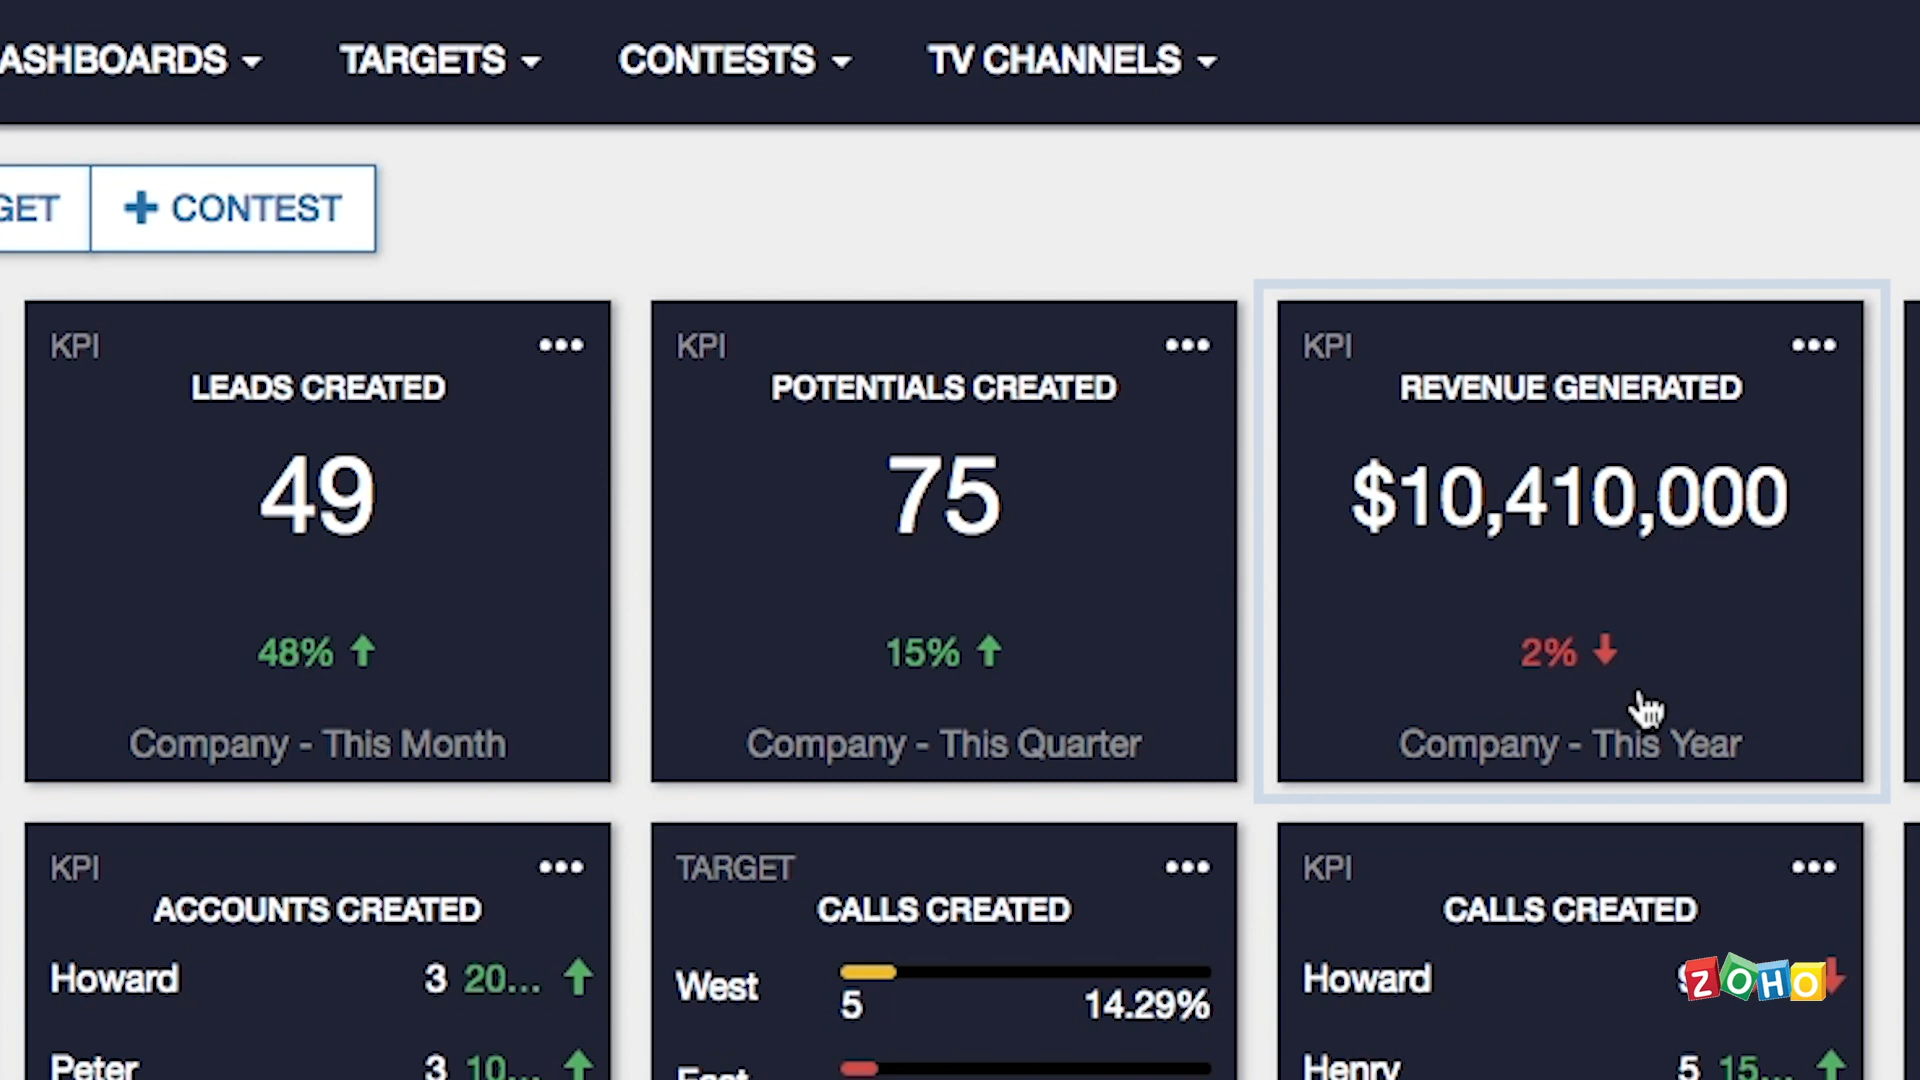 ASHBOARDS
TARGETS
CONTESTS
TV CHANNELS
GET
+ CONTEST
KPI
LEADS CREATED
49
48%
Company - This Month
KPI
POTENTIALS CREATED
75
15%
Company - This Quarter
KPI
REVENUE GENERATED
$10,410,000
2%
Company - This Year
KPI
ACCOUNTS CREATED
Howard 3 20...
Peter 3 10...
TARGET
CALLS CREATED
West
5 14.29%
East
KPI
CALLS CREATED
Howard
Henry 5 15...
ZOHO